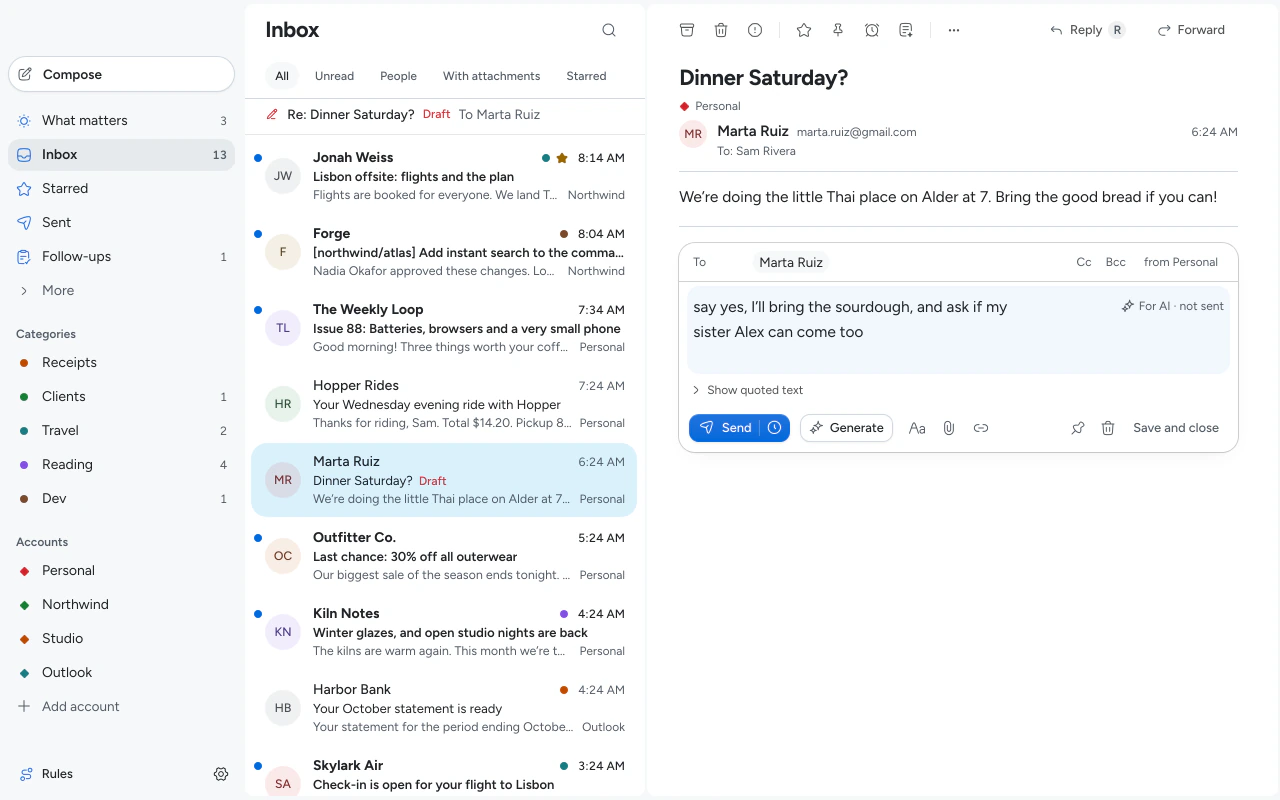 Compose
What matters 3
Inbox 13
Starred
Sent
Follow-ups 1
More
Categories
Receipts
Clients 1
Travel 2
Reading 4
Dev 1
Accounts
Personal
Northwind
Studio
Outlook
Add account
Rules
Inbox
All Unread People With attachments Starred
Re: Dinner Saturday? Draft To Marta Ruiz
JW
Jonah Weiss 8:14 AM
Lisbon offsite: flights and the plan
Flights are booked for everyone. We land T... Northwind
F
Forge 8:04 AM
[northwind/atlas] Add instant search to the comma...
Nadia Okafor approved these changes. Lo... Northwind
TL
The Weekly Loop 7:34 AM
Issue 88: Batteries, browsers and a very small phone
Good morning! Three things worth your coff... Personal
HR
Hopper Rides 7:24 AM
Your Wednesday evening ride with Hopper
Thanks for riding, Sam. Total $14.20. Pickup 8... Personal
MR
Marta Ruiz 6:24 AM
Dinner Saturday? Draft
We’re doing the little Thai place on Alder at 7... Personal
OC
Outfitter Co. 5:24 AM
Last chance: 30% off all outerwear
Our biggest sale of the season ends tonight. ... Personal
KN
Kiln Notes 4:24 AM
Winter glazes, and open studio nights are back
The kilns are warm again. This month we’re t... Personal
HB
Harbor Bank 4:24 AM
Your October statement is ready
Your statement for the period ending Octobe... Outlook
SA
Skylark Air 3:24 AM
Check-in is open for your flight to Lisbon
Reply R Forward
Dinner Saturday?
Personal
MR
Marta Ruiz marta.ruiz@gmail.com 6:24 AM
To: Sam Rivera
We’re doing the little Thai place on Alder at 7. Bring the good bread if you can!
To Marta Ruiz Cc Bcc from Personal
say yes, I’ll bring the sourdough, and ask if my
sister Alex can come too
For AI · not sent
Show quoted text
Send Generate Aa Save and close